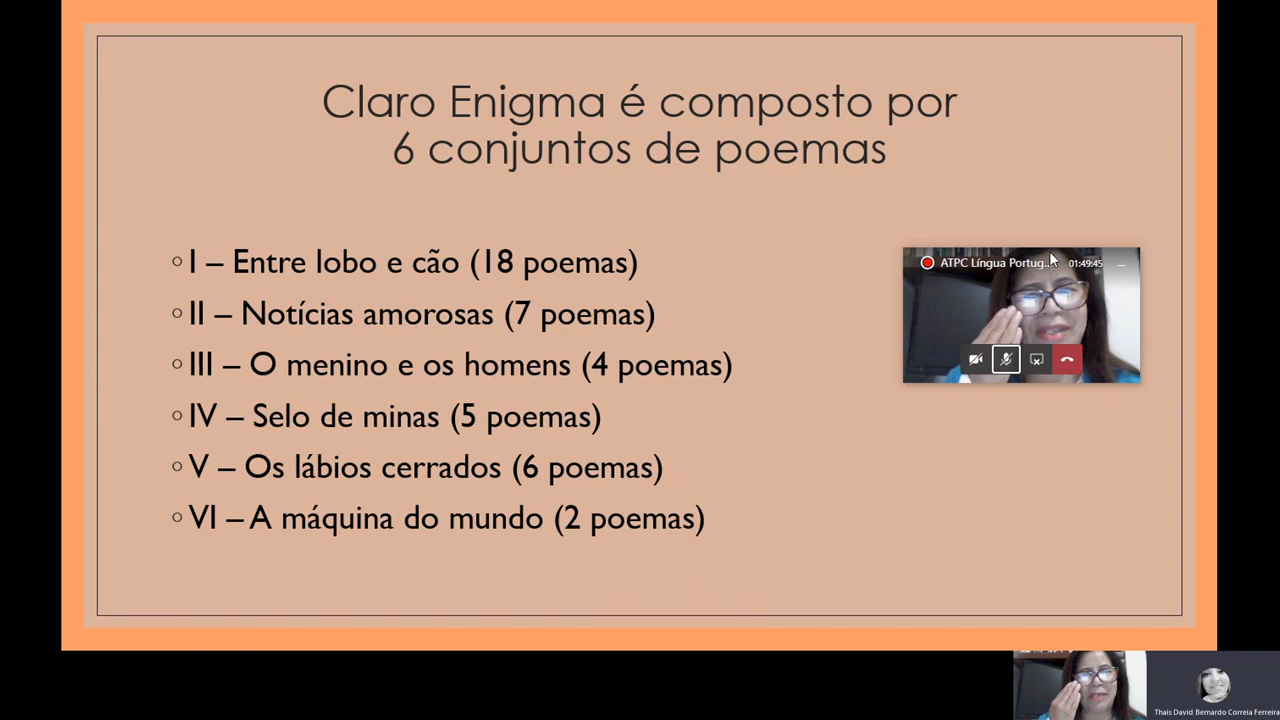 Claro Enigma é composto por
6 conjuntos de poemas
I – Entre lobo e cão (18 poemas)
II – Notícias amorosas (7 poemas)
III – O menino e os homens (4 poemas)
IV – Selo de minas (5 poemas)
V – Os lábios cerrados (6 poemas)
VI – A máquina do mundo (2 poemas)
ATPC Língua Portug... 01:49:45
Thais David Bernardo Correia Ferreira